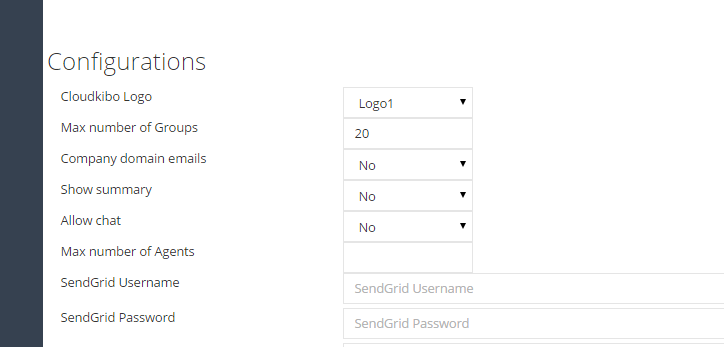 Configurations
Cloudkibo Logo
Logo1
Max number of Groups
20
Company domain emails
No
Show summary
No
Allow chat
No
Max number of Agents
SendGrid Username
SendGrid Username
SendGrid Password
SendGrid Password